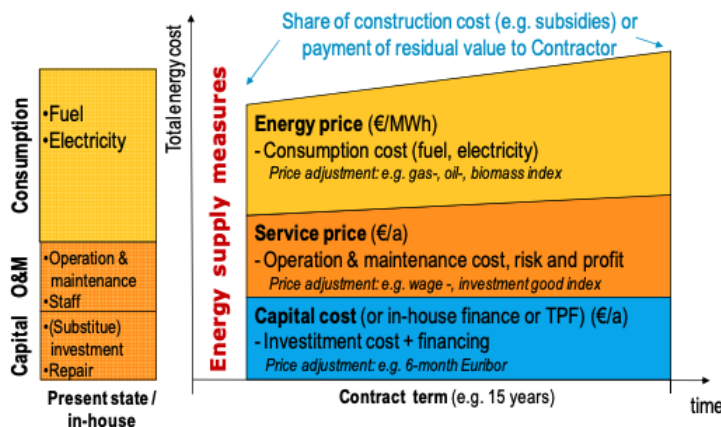 Share of construction cost (e.g. subsidies) or
payment of residual value to Contractor
Total energy cost
Consumption
•Fuel
•Electricity
O&M
•Operation &
maintenance
•Staff
Capital
•(Substitue)
investment
•Repair
Present state /
in-house
Energy supply measures
Energy price (€/MWh)
- Consumption cost (fuel, electricity)
Price adjustment: e.g. gas-, oil-, biomass index
Service price (€/a)
- Operation & maintenance cost, risk and profit
Price adjustment: e.g. wage -, investment good index
Capital cost (or in-house finance or TPF) (€/a)
- Investitment cost + financing
Price adjustment: e.g. 6-month Euribor
Contract term (e.g. 15 years)
time